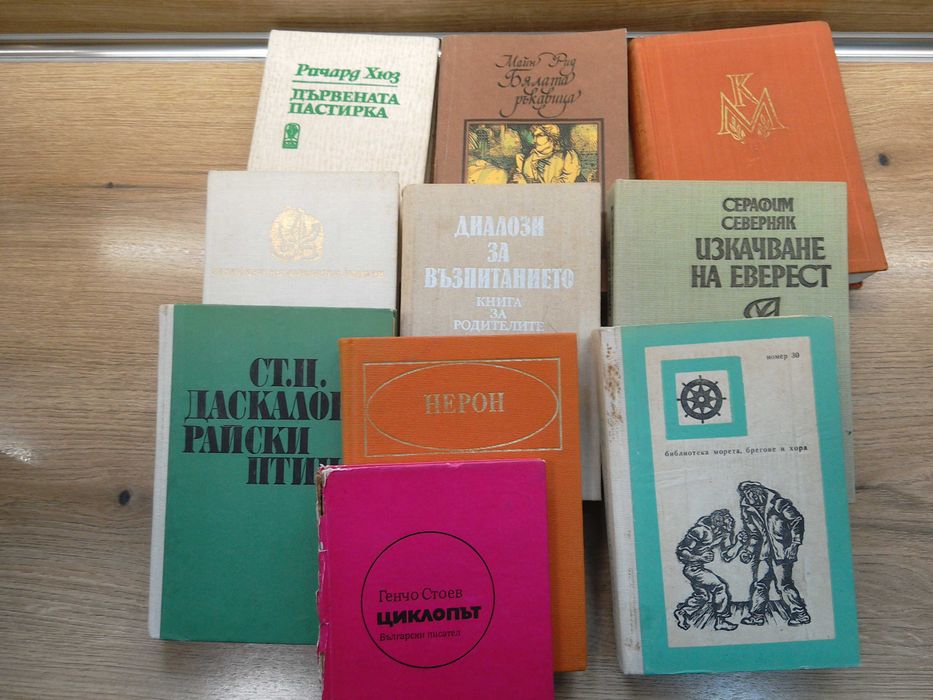 Ричард Хюз
ДЪРВЕНАТА
ПАСТИРКА
Майн Рид
Бялата
ръкавица
КМ
ДИАЛОЗИ
ЗА
ВЪЗПИТАНИЕТО
КНИГА
ЗА
РОДИТЕЛИТЕ
СЕРАФИМ
СЕВЕРНЯК
ИЗКАЧВАНЕ
НА ЕВЕРЕСТ
СТ.Ц.
ДАСКАЛОВ
РАЙСКИ
ПТИЦ
НЕРОН
номер 30
библиотека морета, брегове и хора
Генчо Стоев
ЦИКЛОПЪТ
Български писател